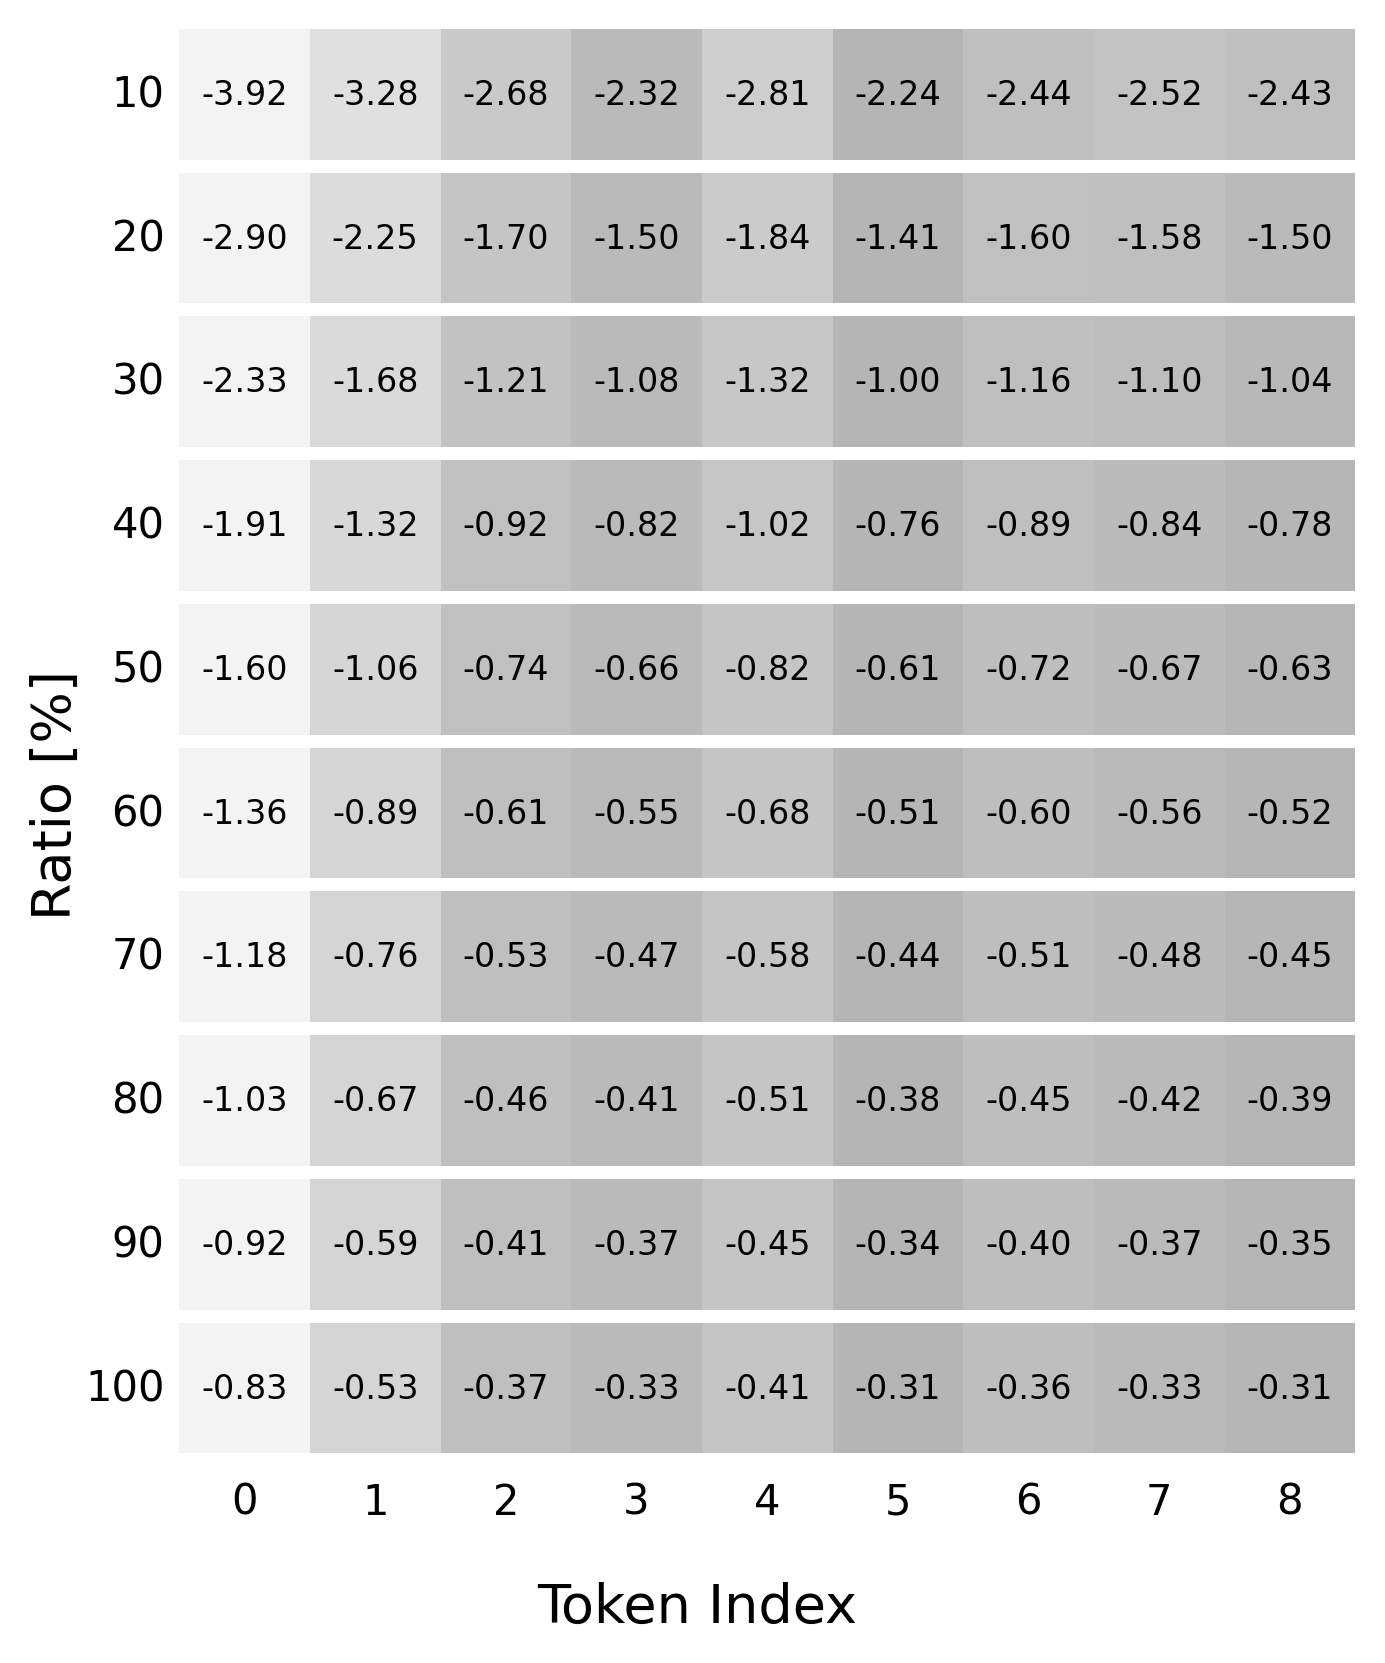 10 -3.92 -3.28 -2.68 -2.32 -2.81 -2.24 -2.44 -2.52 -2.43
20 -2.90 -2.25 -1.70 -1.50 -1.84 -1.41 -1.60 -1.58 -1.50
30 -2.33 -1.68 -1.21 -1.08 -1.32 -1.00 -1.16 -1.10 -1.04
40 -1.91 -1.32 -0.92 -0.82 -1.02 -0.76 -0.89 -0.84 -0.78
50 -1.60 -1.06 -0.74 -0.66 -0.82 -0.61 -0.72 -0.67 -0.63
60 -1.36 -0.89 -0.61 -0.55 -0.68 -0.51 -0.60 -0.56 -0.52
70 -1.18 -0.76 -0.53 -0.47 -0.58 -0.44 -0.51 -0.48 -0.45
80 -1.03 -0.67 -0.46 -0.41 -0.51 -0.38 -0.45 -0.42 -0.39
90 -0.92 -0.59 -0.41 -0.37 -0.45 -0.34 -0.40 -0.37 -0.35
100 -0.83 -0.53 -0.37 -0.33 -0.41 -0.31 -0.36 -0.33 -0.31
0 1 2 3 4 5 6 7 8
Token Index
Ratio [%]